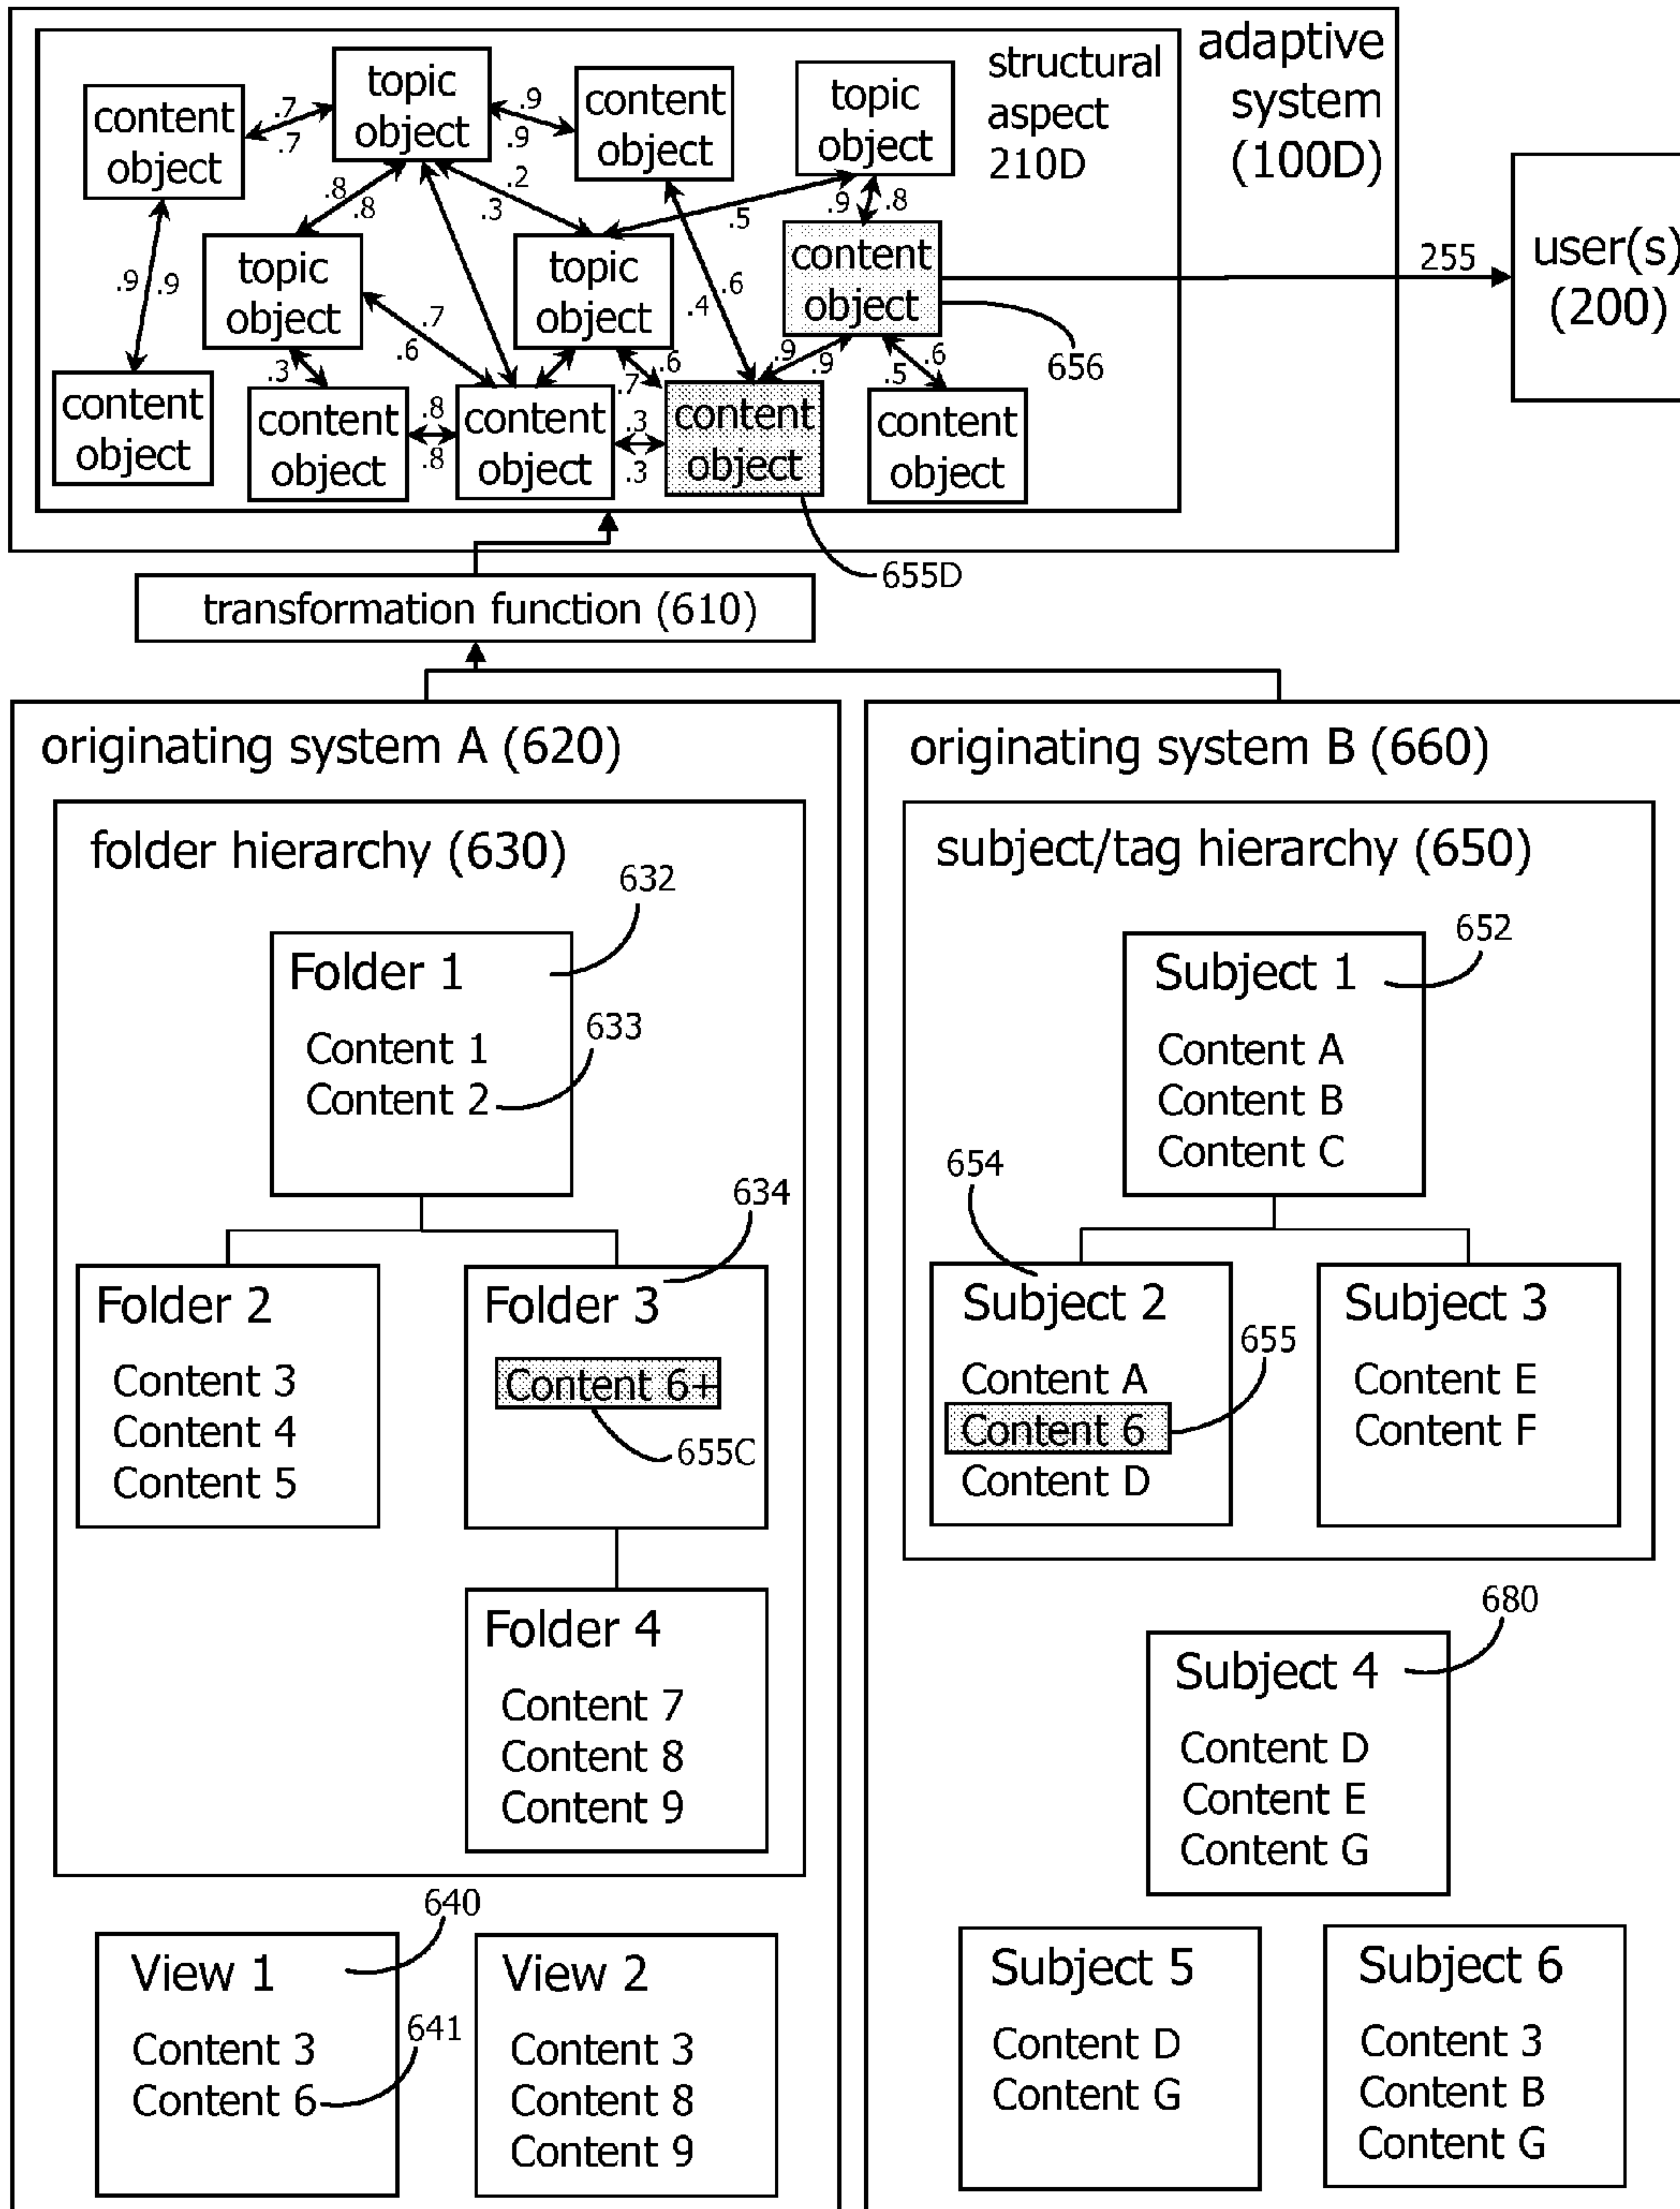 adaptive
system
(100D)
structural
aspect
210D
topic
object
content
object
content
object
topic
object
.7
.7
.9
.9
.8
.8
.2
.3
.5
.9
.8
topic
object
topic
object
content
object
.9
.9
.7
.6
.4
.6
.3
.7
.6
.9
.9
.5
.6
content
object
content
object
.8
.8
content
object
.3
.3
content
object
content
object
656
655D
255
user(s)
(200)
transformation function (610)
originating system A (620)
folder hierarchy (630)
632
Folder 1
Content 1
Content 2
633
634
Folder 2
Content 3
Content 4
Content 5
Folder 3
Content 6+
655C
Folder 4
Content 7
Content 8
Content 9
640
View 1
Content 3
Content 6
641
View 2
Content 3
Content 8
Content 9
originating system B (660)
subject/tag hierarchy (650)
652
Subject 1
Content A
Content B
Content C
654
Subject 2
Content A
Content 6
Content D
655
Subject 3
Content E
Content F
680
Subject 4
Content D
Content E
Content G
Subject 5
Content D
Content G
Subject 6
Content 3
Content B
Content G